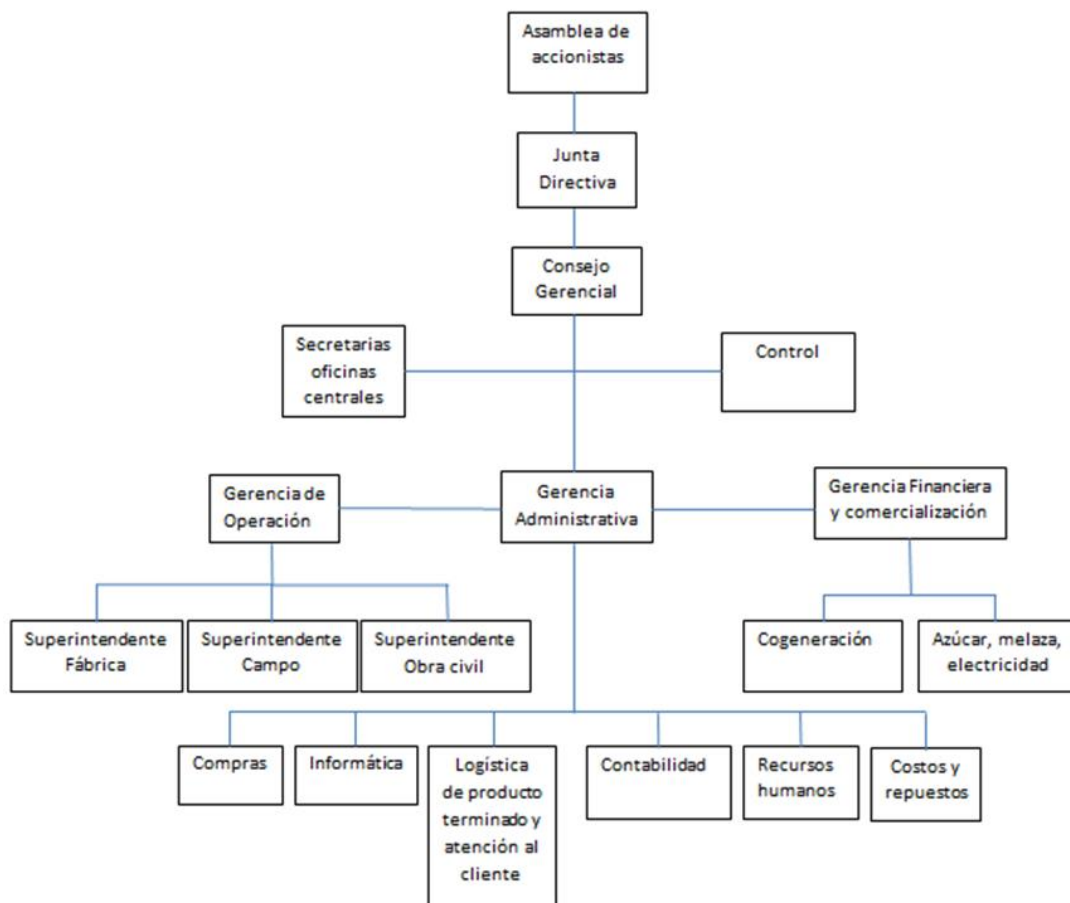 Asamblea de
accionistas
Junta
Directiva
Consejo
Gerencial
Secretarias
oficinas
centrales
Control
Gerencia de
Operación
Gerencia
Administrativa
Gerencia Financiera
y comercialización
Superintendente
Fábrica
Superintendente
Campo
Superintendente
Obra civil
Cogeneración
Azúcar, melaza,
electricidad
Compras
Informática
Logística
de producto
terminado y
atención al
cliente
Contabilidad
Recursos
humanos
Costos y
repuestos